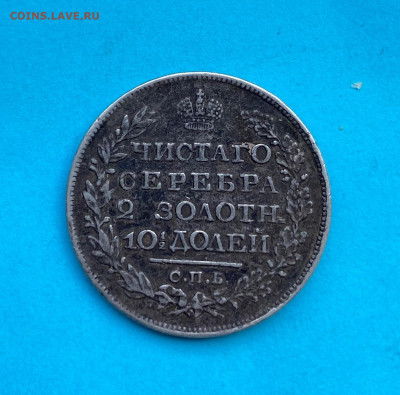 COINS.LAVE.RU
ЧИСТАГО
СЕРЕБРА
2 ЗОЛОТН.
10½ ДОЛЕЙ
С.П.Б.